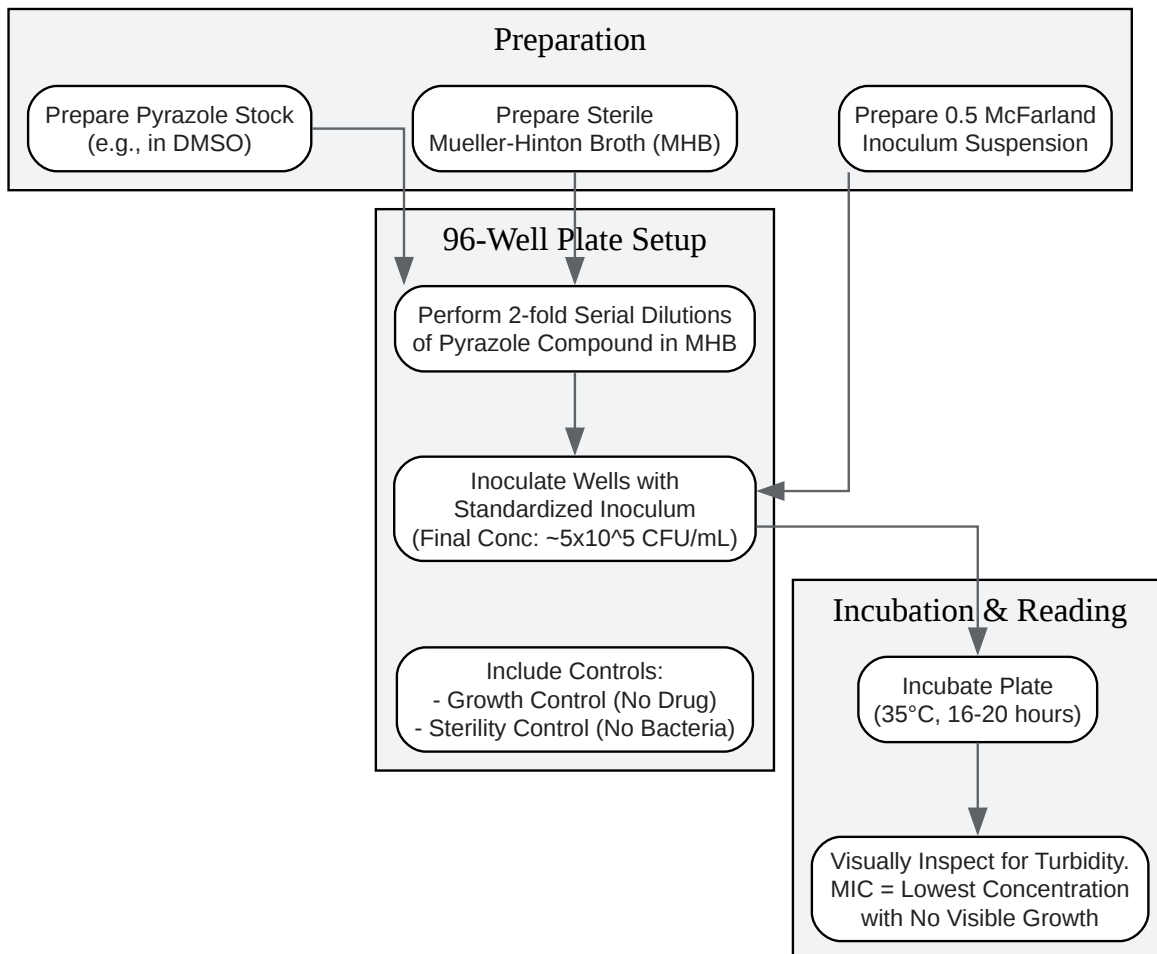 Preparation
Prepare Pyrazole Stock
(e.g., in DMSO)
Prepare Sterile
Mueller-Hinton Broth (MHB)
Prepare 0.5 McFarland
Inoculum Suspension
96-Well Plate Setup
Perform 2-fold Serial Dilutions
of Pyrazole Compound in MHB
Inoculate Wells with
Standardized Inoculum
(Final Conc: ~5x10^5 CFU/mL)
Include Controls:
- Growth Control (No Drug)
- Sterility Control (No Bacteria)
Incubation & Reading
Incubate Plate
(35°C, 16-20 hours)
Visually Inspect for Turbidity.
MIC = Lowest Concentration
with No Visible Growth